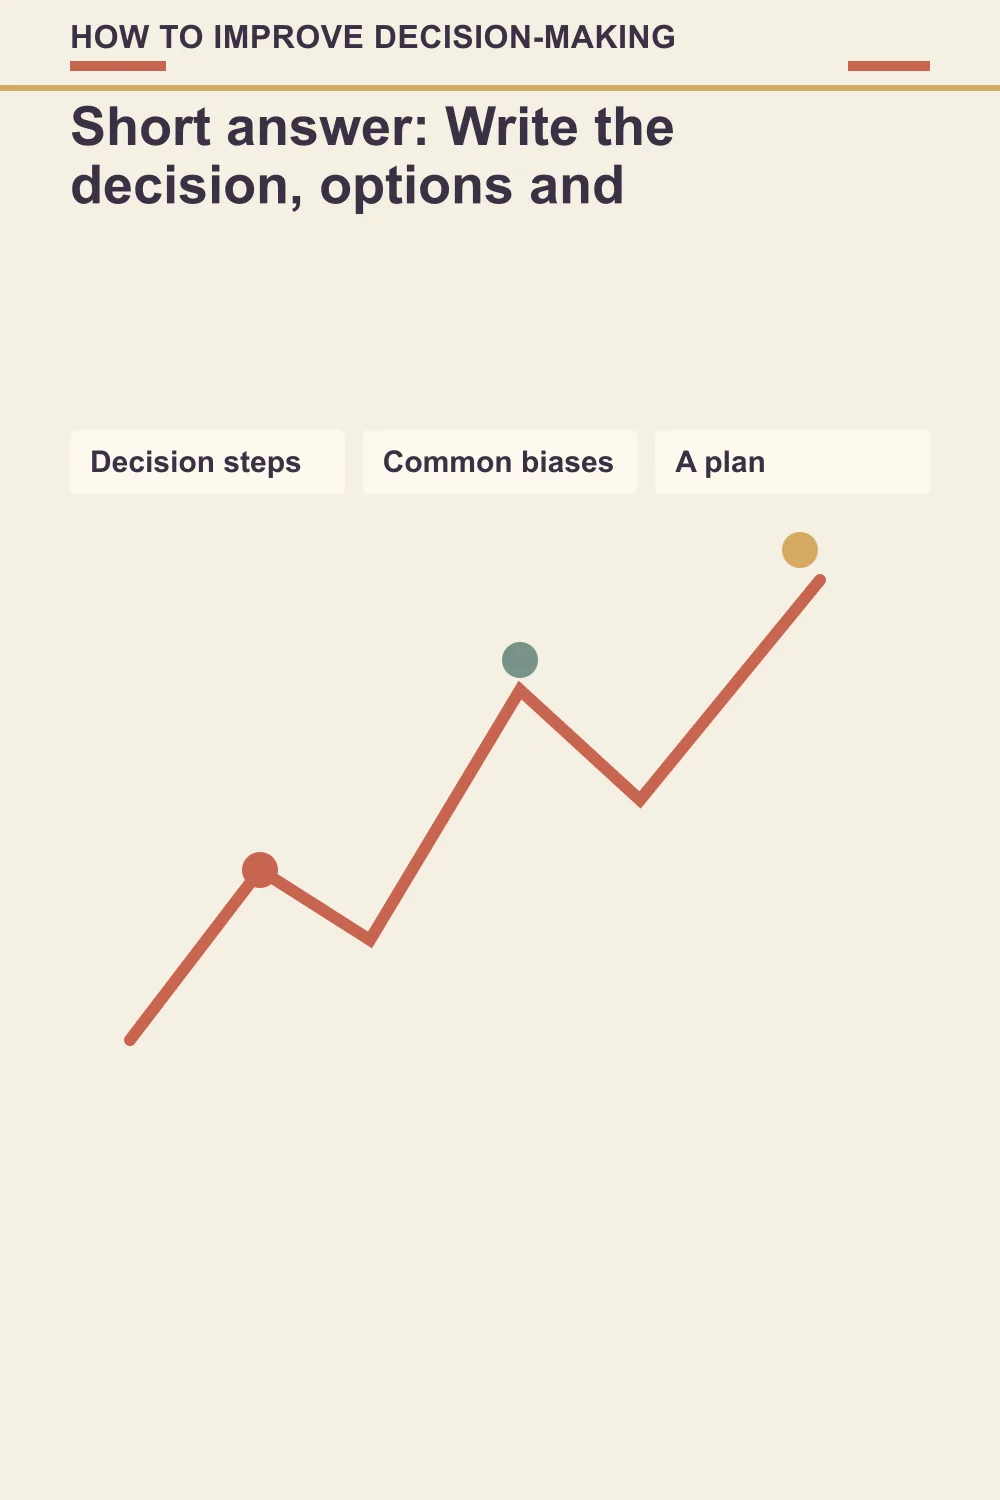 HOW TO IMPROVE DECISION-MAKING
Short answer: Write the
decision, options and
Decision steps
Common biases
A plan